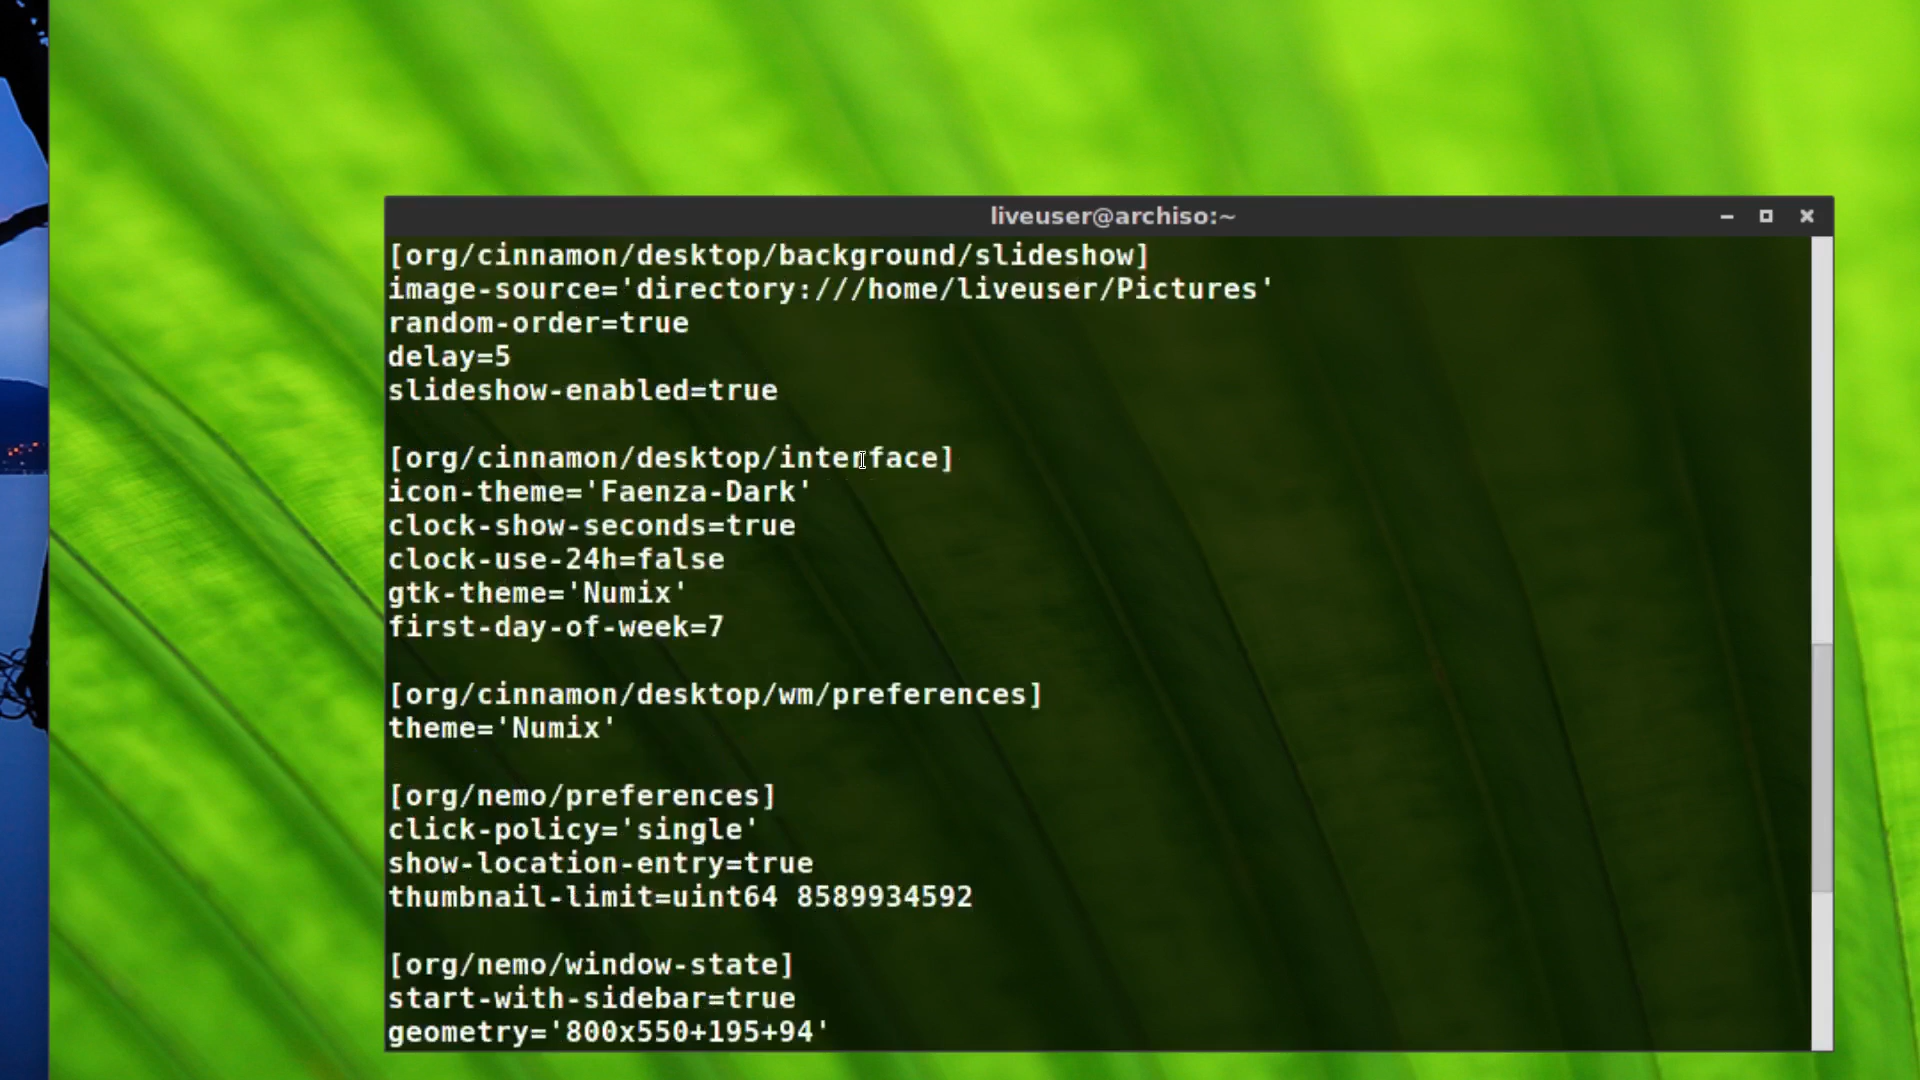 liveuser@archiso:~
[org/cinnamon/desktop/background/slideshow]
image-source='directory:///home/liveuser/Pictures'
random-order=true
delay=5
slideshow-enabled=true
[org/cinnamon/desktop/interface]
icon-theme='Faenza-Dark'
clock-show-seconds=true
clock-use-24h=false
gtk-theme='Numix'
first-day-of-week=7
[org/cinnamon/desktop/wm/preferences]
theme='Numix'
[org/nemo/preferences]
click-policy='single'
show-location-entry=true
thumbnail-limit=uint64 8589934592
[org/nemo/window-state]
start-with-sidebar=true
geometry='800x550+195+94'